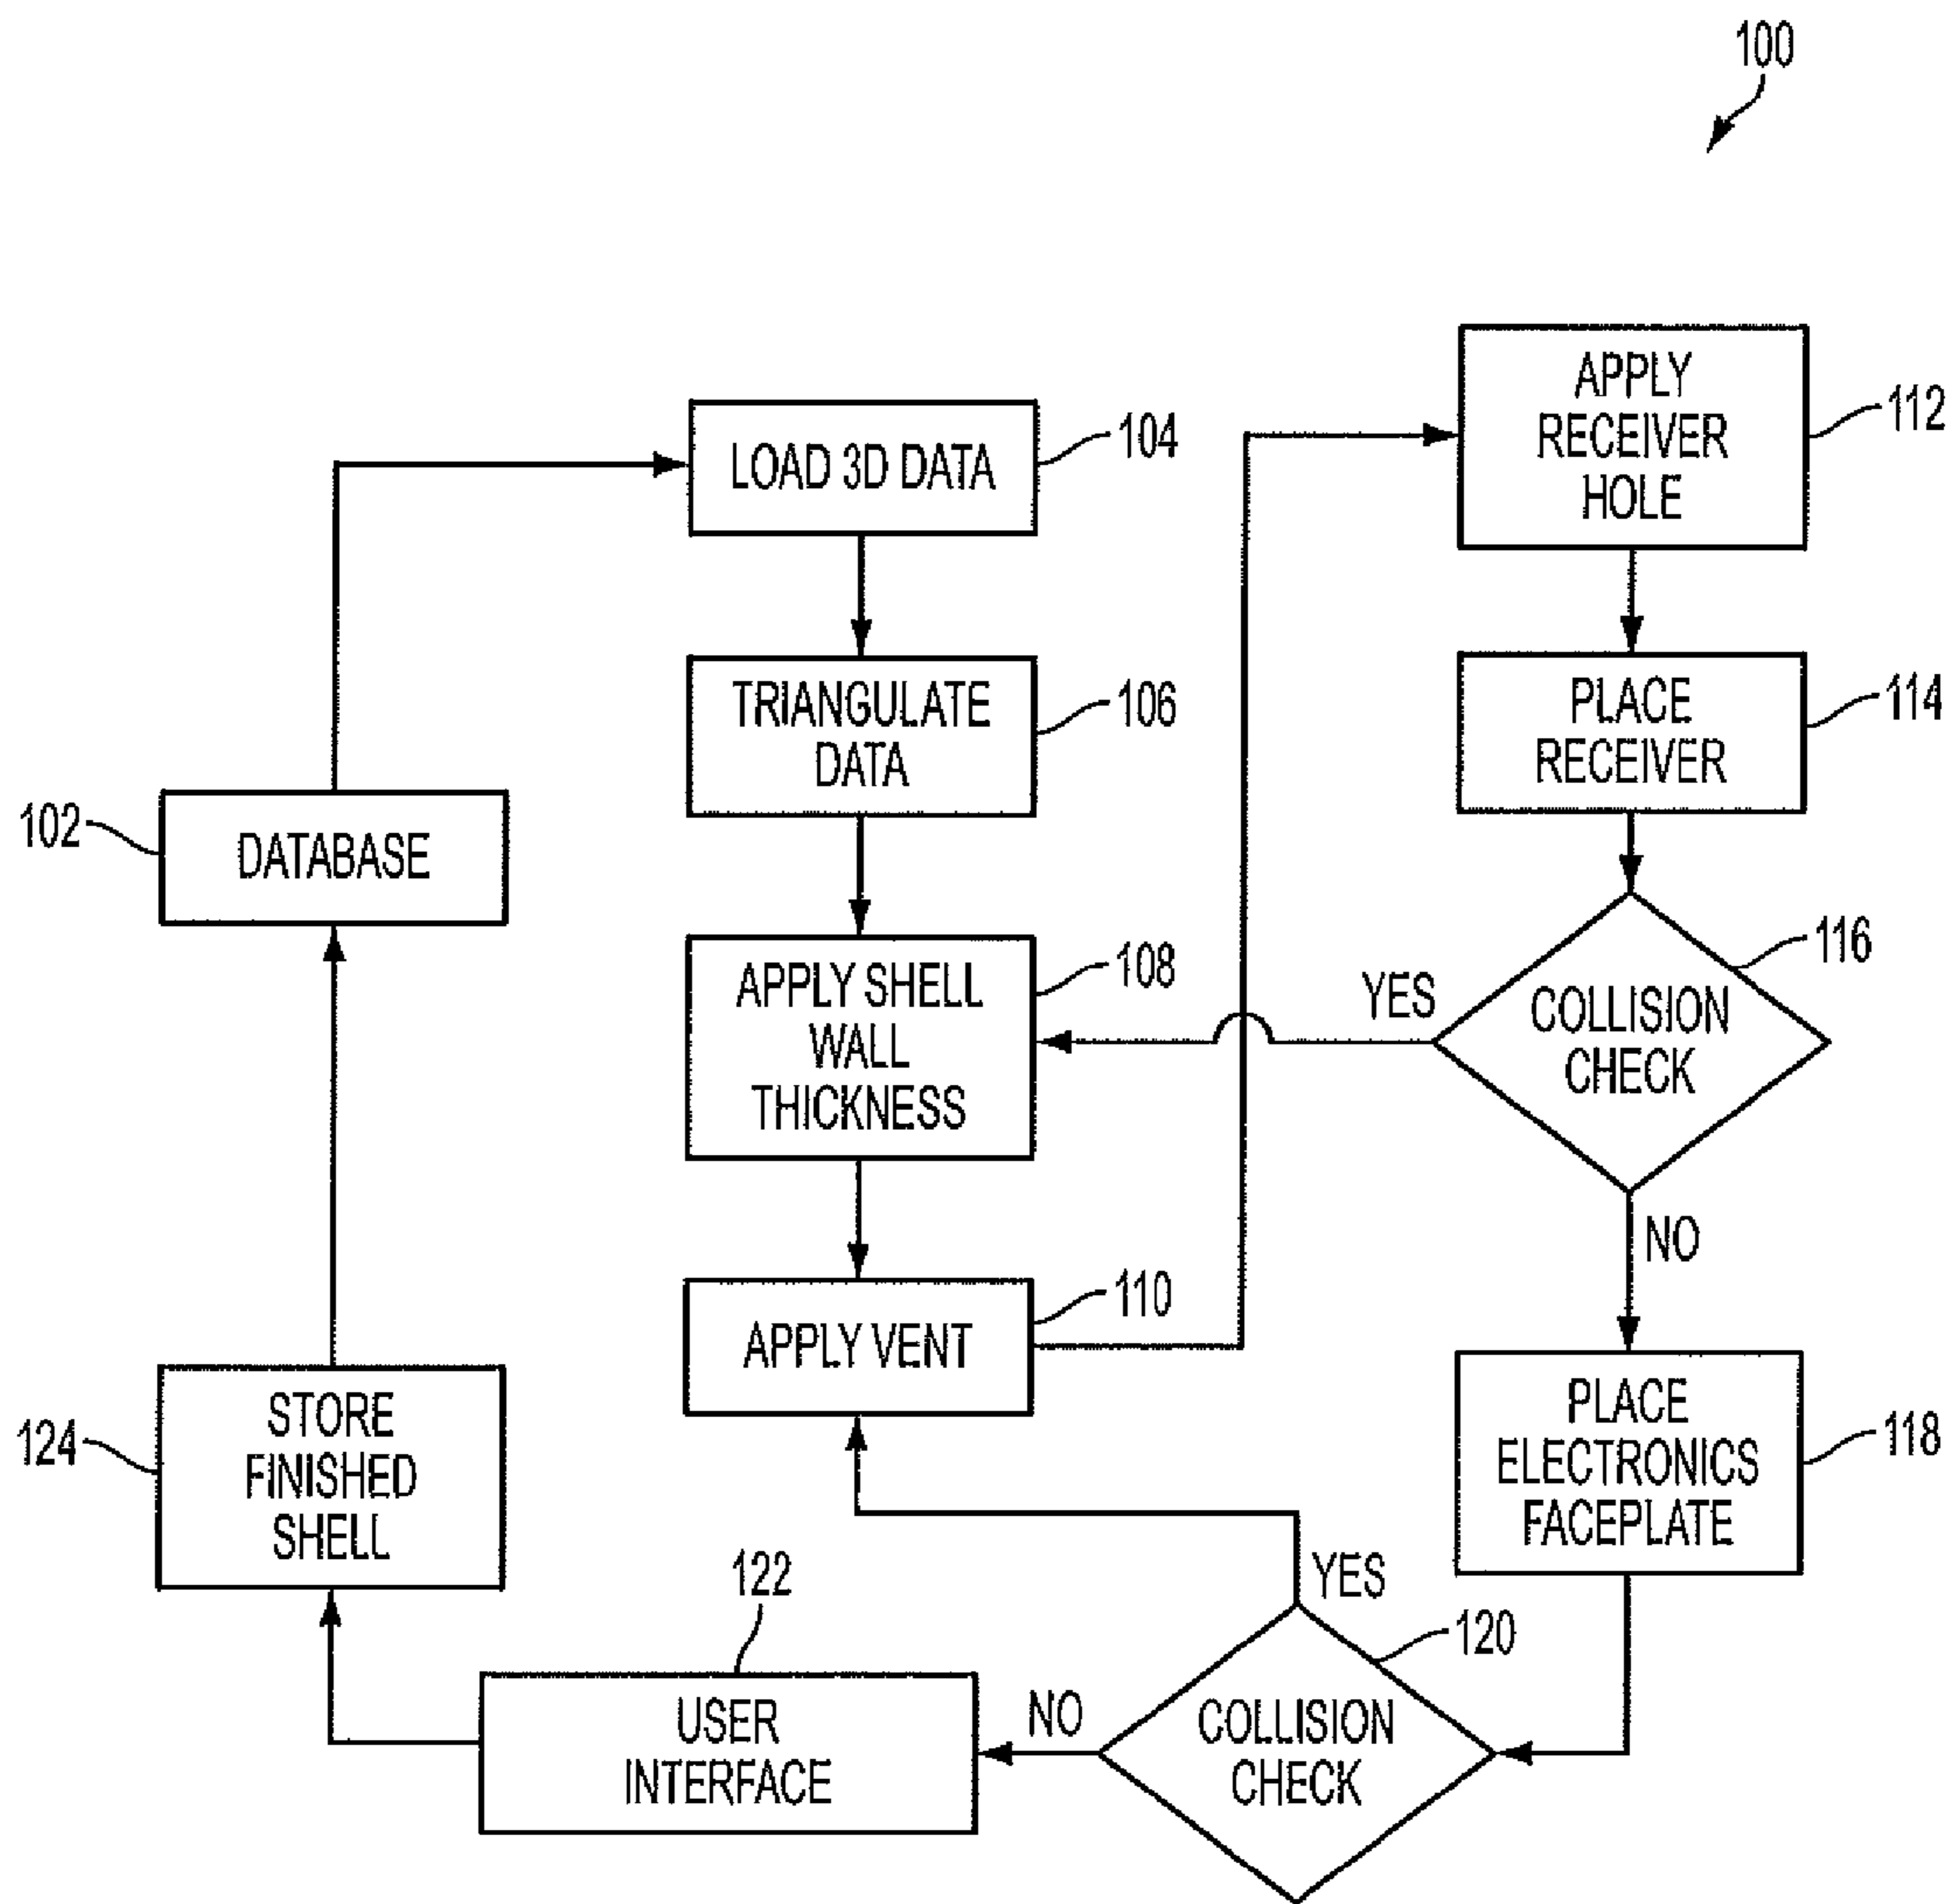 100
LOAD 3D DATA
104
TRIANGULATE
DATA
106
102
DATABASE
APPLY SHELL
WALL
THICKNESS
108
APPLY VENT
110
APPLY
RECEIVER
HOLE
112
PLACE
RECEIVER
114
COLLISION
CHECK
116
YES
NO
PLACE
ELECTRONICS
FACEPLATE
118
COLLISION
CHECK
120
YES
NO
122
USER
INTERFACE
124
STORE
FINISHED
SHELL